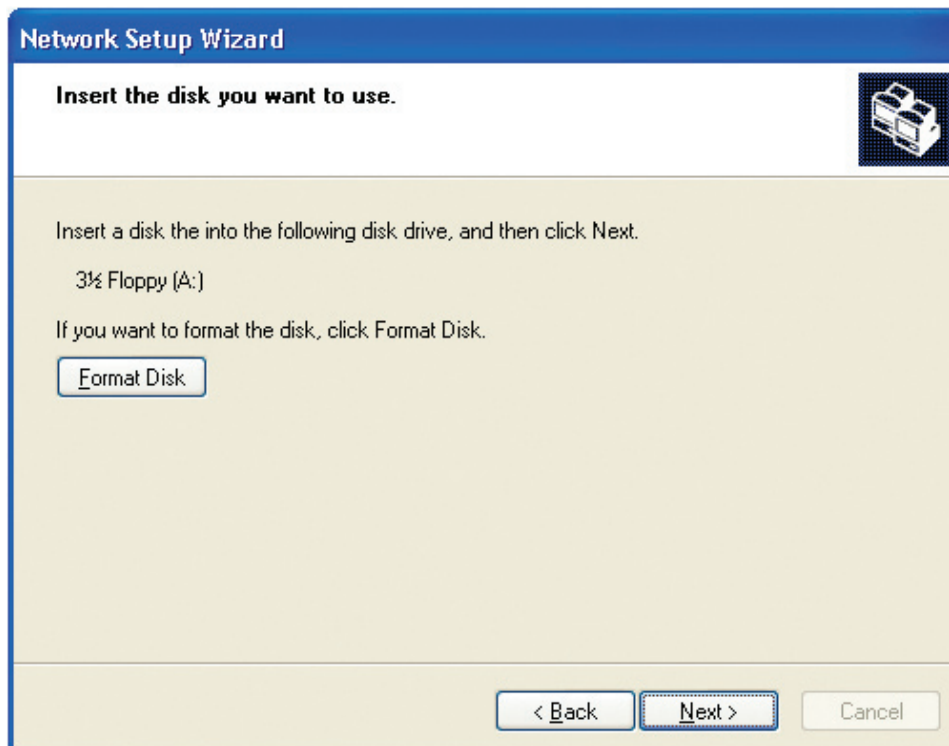 Network Setup Wizard
Insert the disk you want to use.
Insert a disk the into the following disk drive, and then click Next.
3½ Floppy (A:)
If you want to format the disk, click Format Disk.
Format Disk
< Back Next > Cancel